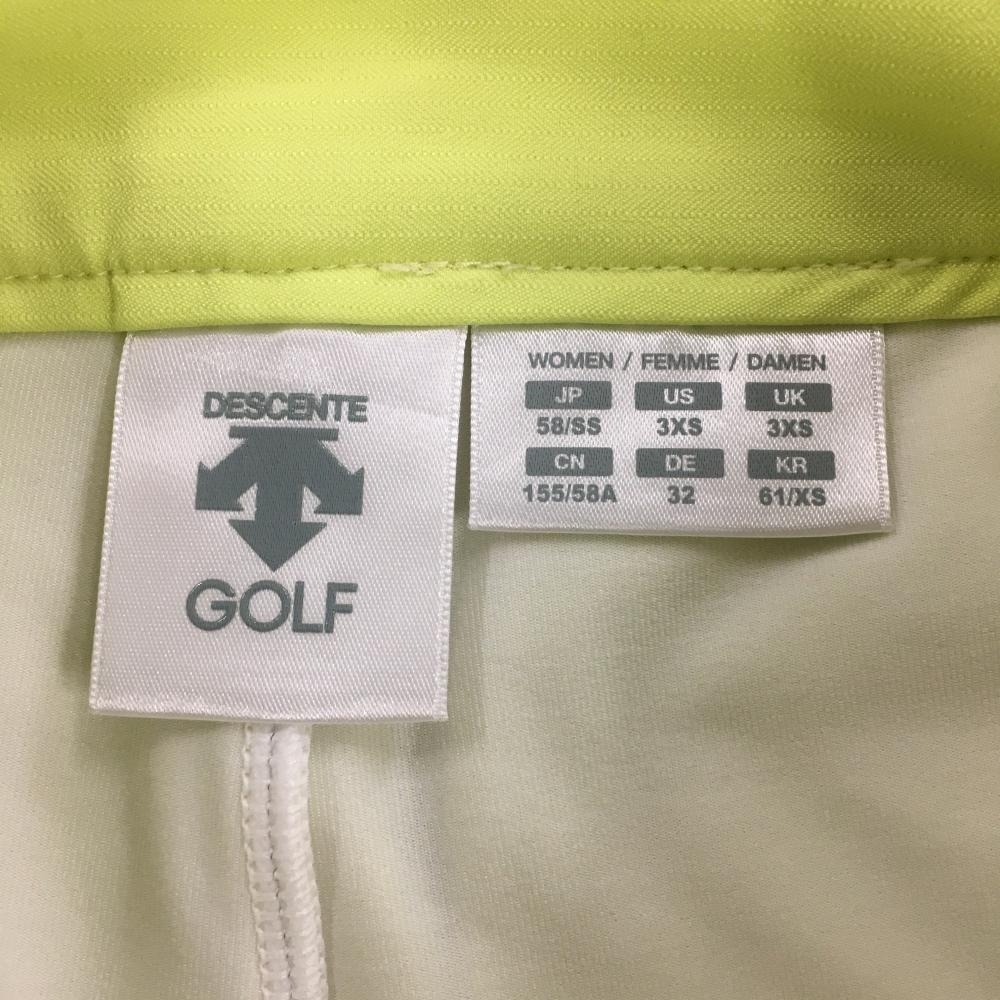 DESCENTE
GOLF
WOMEN / FEMME / DAMEN
JP US UK
58/SS 3XS 3XS
CN DE KR
155/58A 32 61/XS